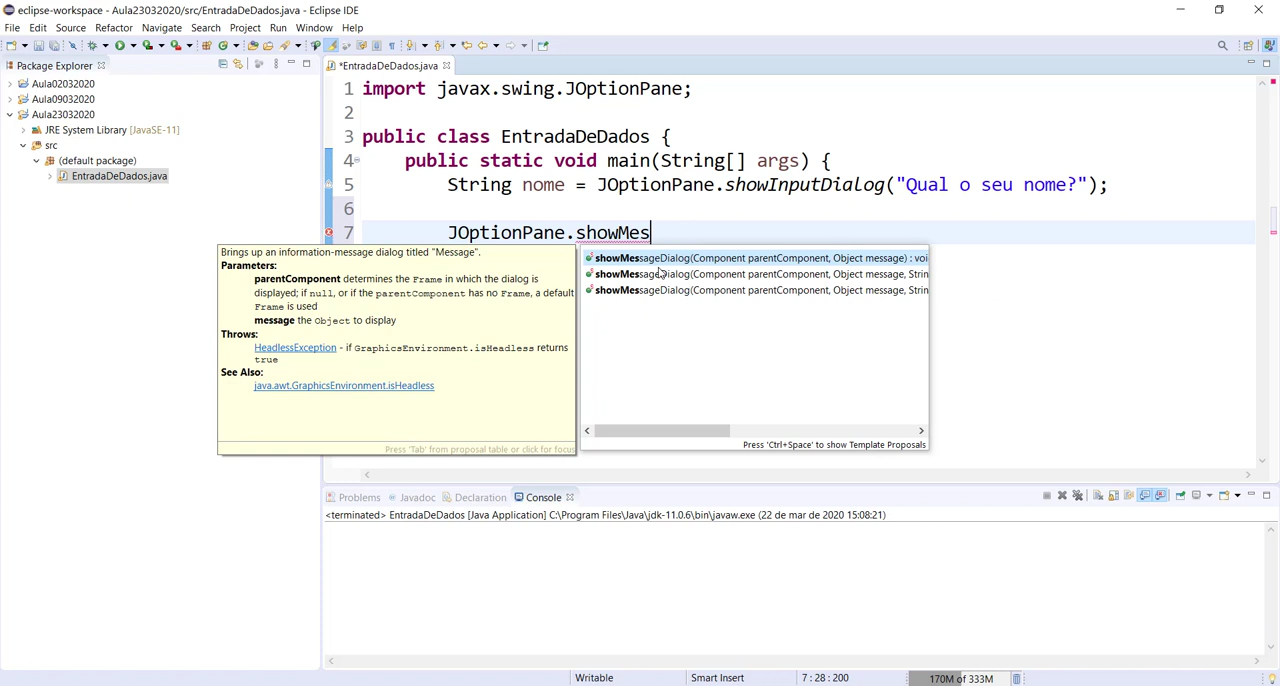 eclipse-workspace - Aula23032020/src/EntradaDeDados.java - Eclipse IDE
File Edit Source Refactor Navigate Search Project Run Window Help
Package Explorer
Aula02032020
Aula09032020
Aula23032020
JRE System Library [JavaSE-11]
src
(default package)
EntradaDeDados.java
*EntradaDeDados.java
1 import javax.swing.JOptionPane;
2
3 public class EntradaDeDados {
4 public static void main(String[] args) {
5 String nome = JOptionPane.showInputDialog("Qual o seu nome?");
6
7 JOptionPane.showMes
Brings up an information-message dialog titled "Message".
Parameters:
parentComponent determines the Frame in which the dialog is
displayed; if null, or if the parentComponent has no Frame, a default
Frame is used
message the Object to display
Throws:
HeadlessException - if GraphicsEnvironment.isHeadless returns
true
See Also:
java.awt.GraphicsEnvironment.isHeadless
Press 'Tab' from proposal table or click for focus
showMessageDialog(Component parentComponent, Object message) : voi
showMessageDialog(Component parentComponent, Object message, Strin
showMessageDialog(Component parentComponent, Object message, Strin
Press 'Ctrl+Space' to show Template Proposals
Problems Javadoc Declaration Console
<terminated> EntradaDeDados [Java Application] C:\Program Files\Java\jdk-11.0.6\bin\javaw.exe (22 de mar de 2020 15:08:21)
Writable Smart Insert 7 : 28 : 200 170M of 333M